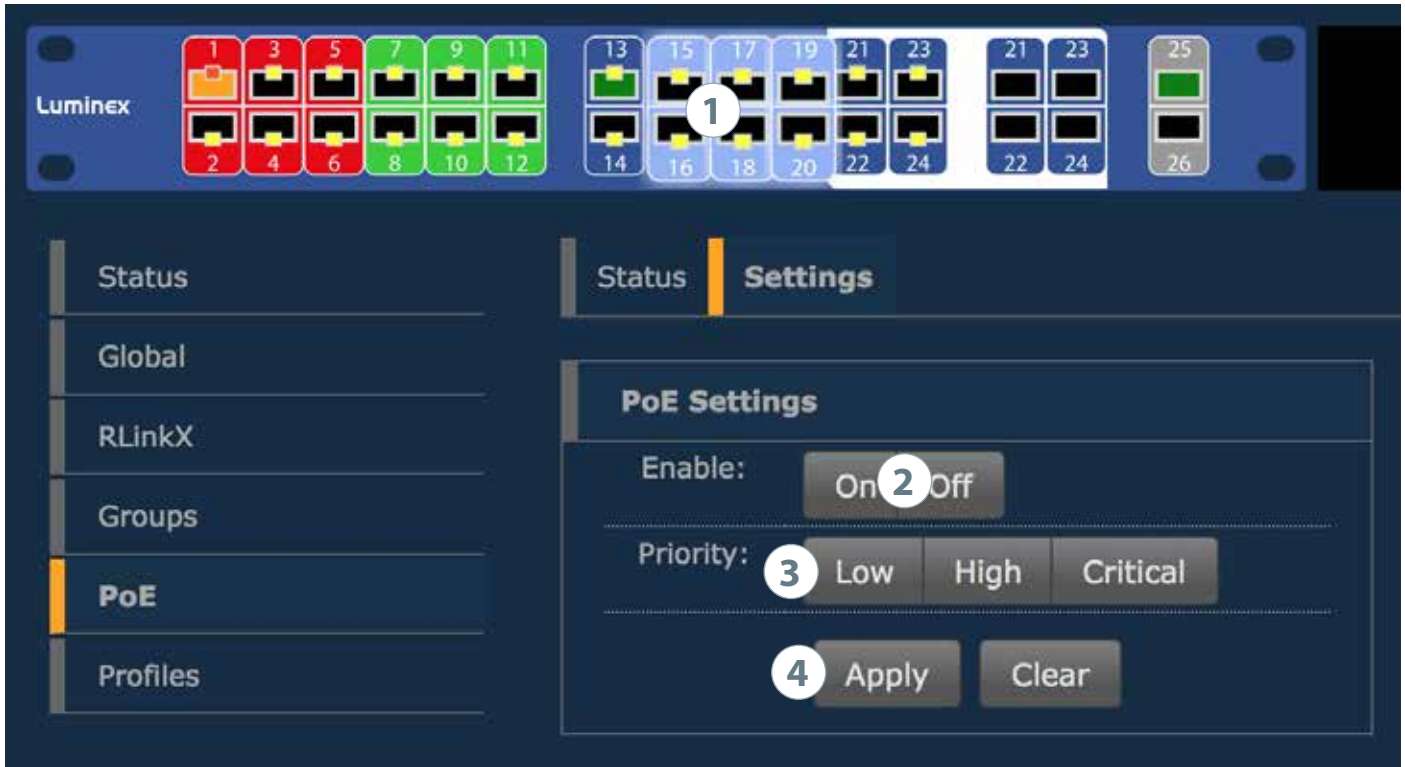 1 3 5 7 9 11 13 15 17 19 21 23 21 23 25
Luminex
1
2 4 6 8 10 12 14 16 18 20 22 24 22 24 26
Status
Global
RLinkX
Groups
PoE
Profiles
Status Settings
PoE Settings
Enable: On 2 Off
Priority: 3 Low High Critical
4 Apply Clear